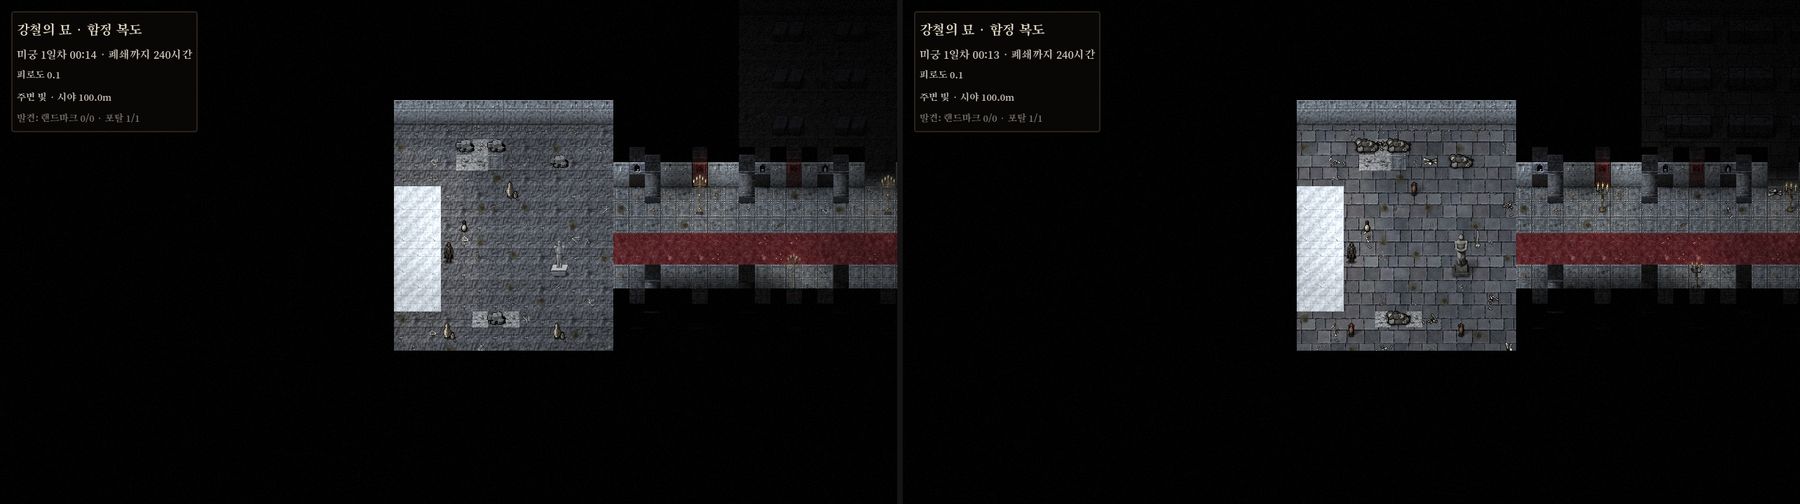 강철의 묘 · 함정 복도
미궁 1일차 00:14 · 폐쇄까지 240시간
피로도 0.1
주변 빛 · 시야 100.0m
발견: 랜드마크 0/0 · 포탈 1/1
강철의 묘 · 함정 복도
미궁 1일차 00:13 · 폐쇄까지 240시간
피로도 0.1
주변 빛 · 시야 100.0m
발견: 랜드마크 0/0 · 포탈 1/1